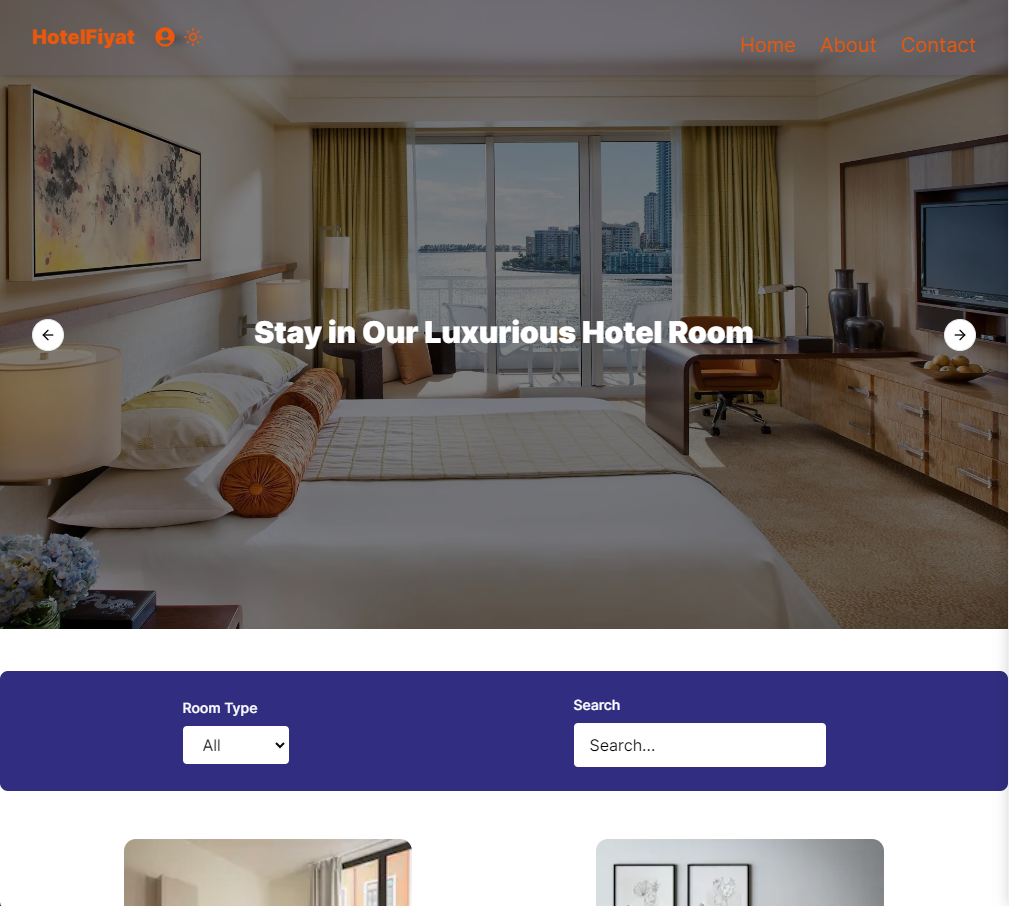 HotelFiyat
Home About Contact
Stay in Our Luxurious Hotel Room
Room Type
All
Search
Search...